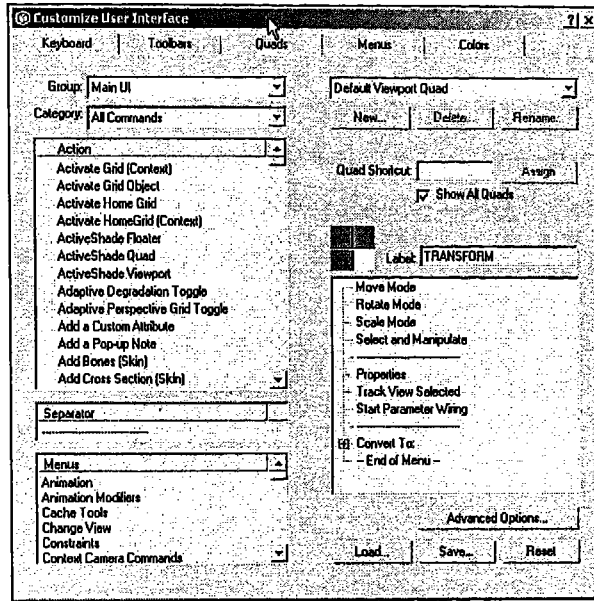 Customize User Interface
Keyboard Toolbars Quads Menus Colors
Group: Main UI
Category: All Commands
Action
Activate Grid (Context)
Activate Grid Object
Activate Home Grid
Activate HomeGrid (Context)
ActiveShade Floater
ActiveShade Quad
ActiveShade Viewport
Adaptive Degradation Toggle
Adaptive Perspective Grid Toggle
Add a Custom Attribute
Add a Pop-up Note
Add Bones (Skin)
Add Cross Section (Skin)
Separator
Menus
Animation
Animation Modifiers
Cache Tools
Change View
Constraints
Context Camera Commands
Default Viewport Quad
New... Delete... Rename...
Quad Shortcut: Assign
Show All Quads
Label: TRANSFORM
Move Mode
Rotate Mode
Scale Mode
Select and Manipulate
Properties
Track View Selected
Start Parameter Wiring
Convert To:
-- End of Menu --
Advanced Options...
Load... Save... Reset